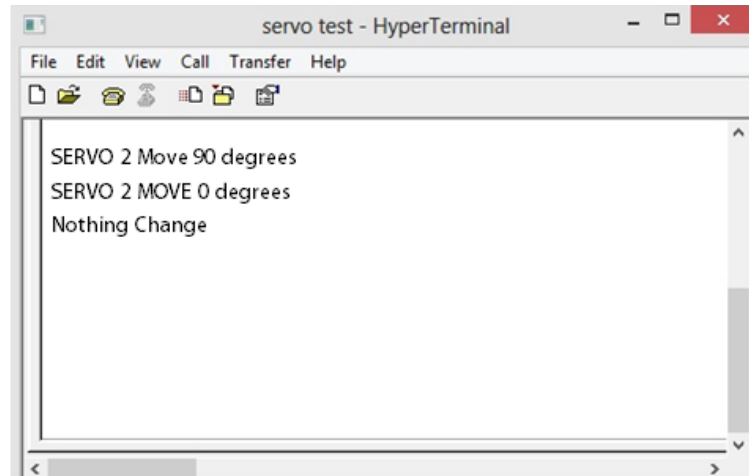 servo test - HyperTerminal
File Edit View Call Transfer Help
SERVO 2 Move 90 degrees
SERVO 2 MOVE 0 degrees
Nothing Change